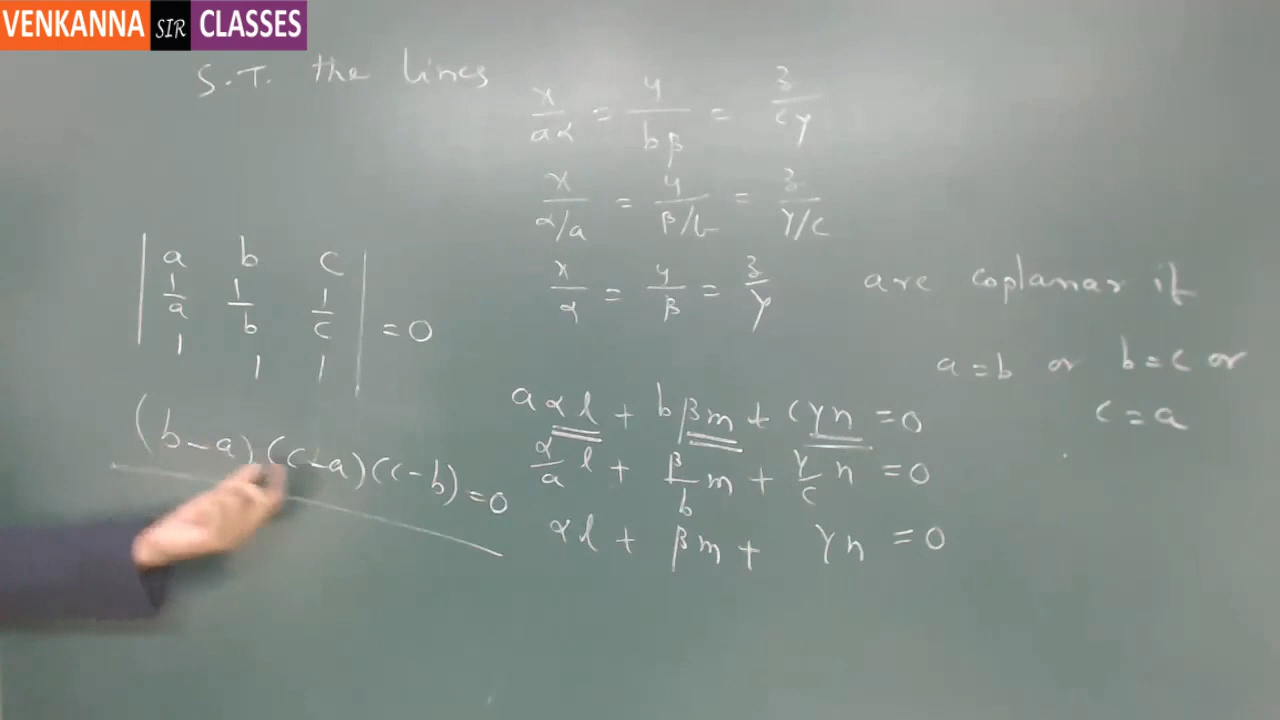 VENKANNA SIR CLASSES
S.T. the lines
x/aα = y/bβ = z/cγ
x/α/a = y/β/b = z/γ/c
x/α = y/β = z/γ are coplanar if
a=b or b=c or
c=a
| a b c |
| 1/a 1/b 1/c | =0
| 1 1 1 |
(b-a)(c-a)(c-b)=0
aαl + bβm + cγn =0
α/a l + β/b m + γ/c n =0
αl + βm + γn =0